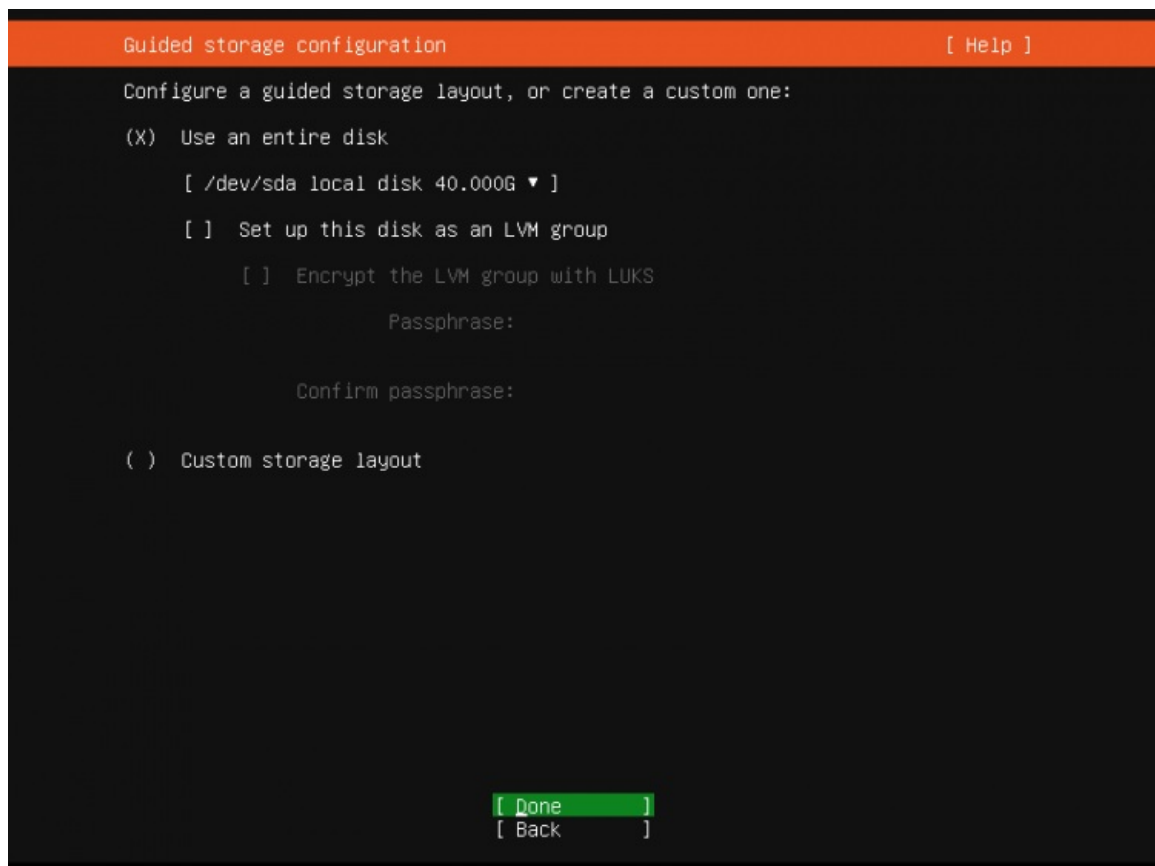 Guided storage configuration [ Help ]
Configure a guided storage layout, or create a custom one:
(X) Use an entire disk
[ /dev/sda local disk 40.000G ▾ ]
[ ] Set up this disk as an LVM group
[ ] Encrypt the LVM group with LUKS
Passphrase:
Confirm passphrase:
( ) Custom storage layout
[ Done ]
[ Back ]